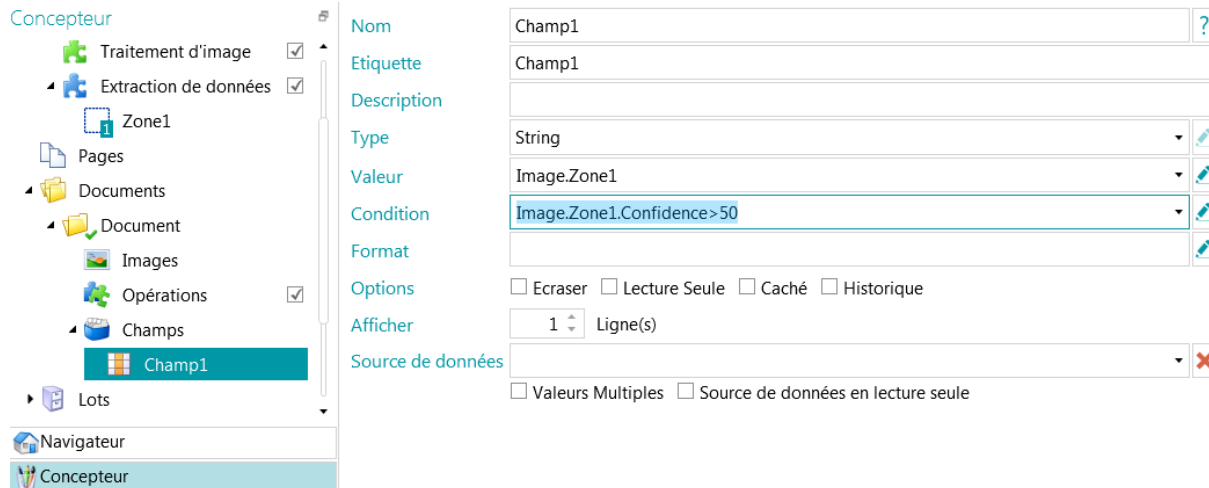 Concepteur
Traitement d'image
Extraction de données
1 Zone1
Pages
Documents
Document
Images
Opérations
Champs
Champ1
Lots
Navigateur
Concepteur
Nom Champ1 ?
Etiquette Champ1
Description
Type String
Valeur Image.Zone1
Condition Image.Zone1.Confidence>50
Format
Options Ecraser Lecture Seule Caché Historique
Afficher 1 Ligne(s)
Source de données
Valeurs Multiples Source de données en lecture seule